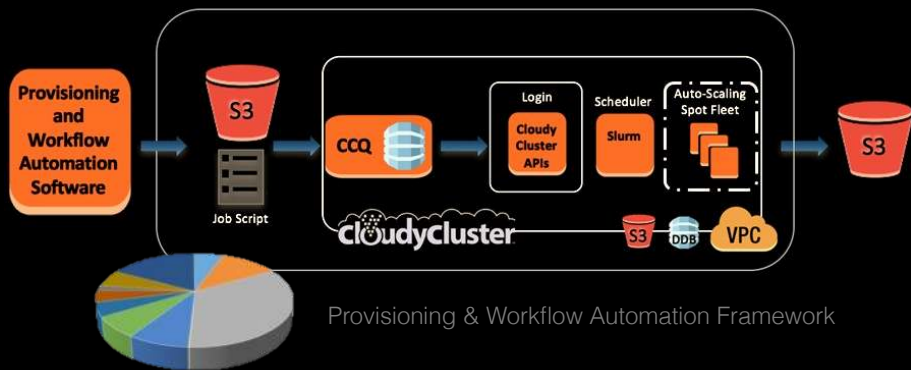 Provisioning
and
Workflow
Automation
Software
S3
Job Script
CCQ
Login
Cloudy
Cluster
APIs
Scheduler
Slurm
Auto-Scaling
Spot Fleet
S3
CloudyCluster
S3
DDB
VPC
Provisioning & Workflow Automation Framework